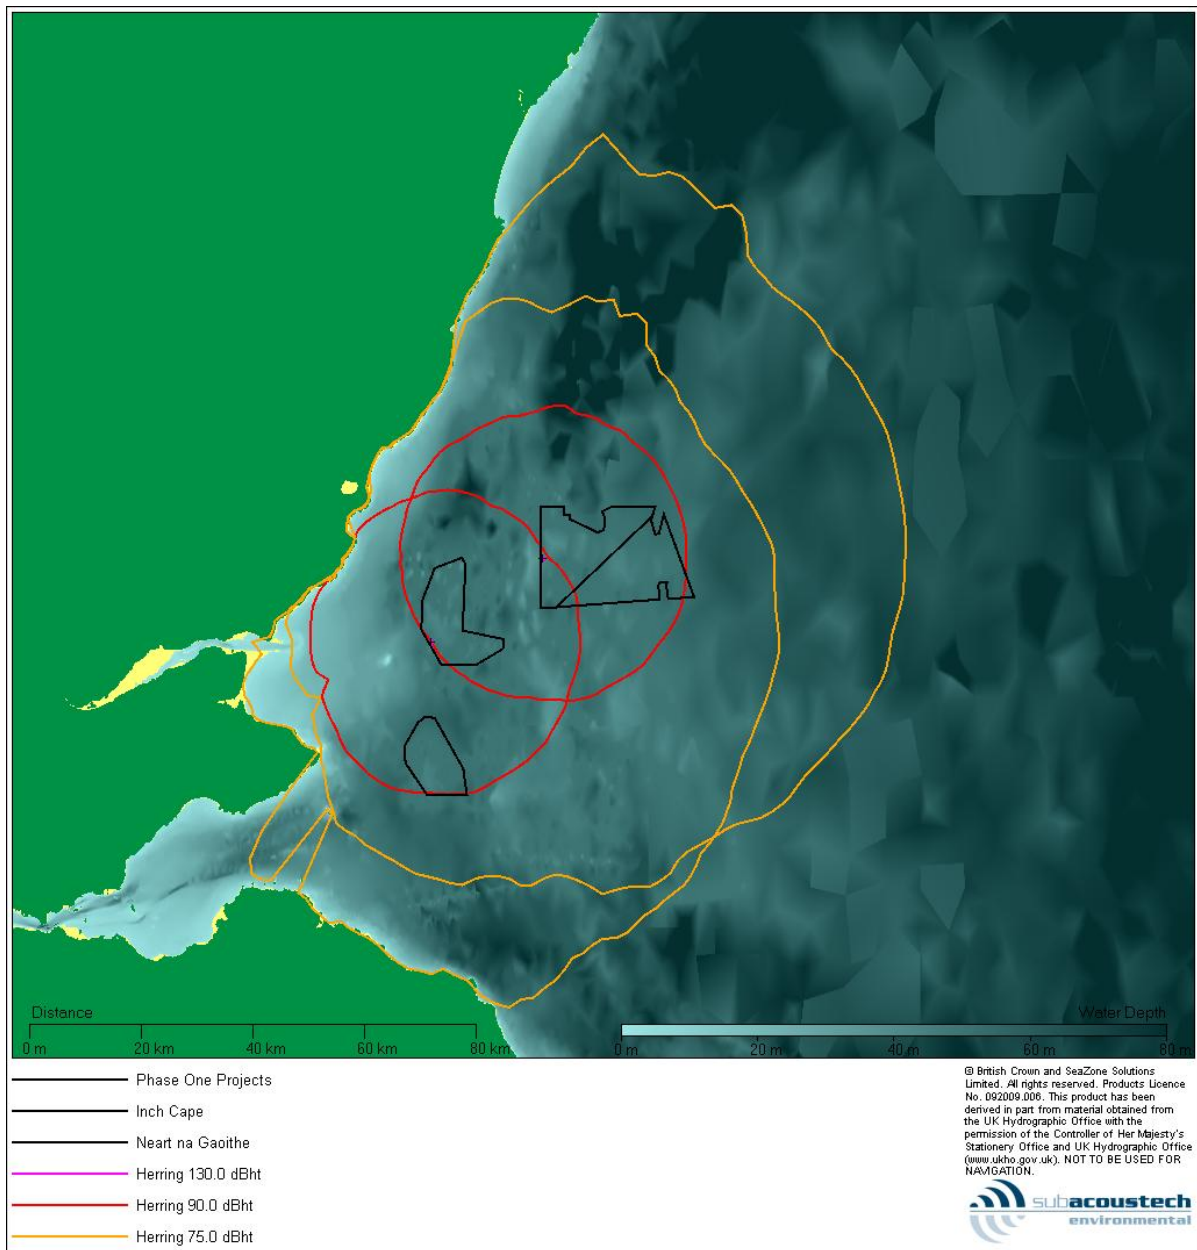 Distance
0 m 20 km 40 km 60 km 80 km
Water Depth
0 m 20 m 40 m 60 m 80 m
Phase One Projects
Inch Cape
Neart na Gaoithe
Herring 130.0 dBht
Herring 90.0 dBht
Herring 75.0 dBht
© British Crown and SeaZone Solutions
Limited. All rights reserved. Products Licence
No. 092009.006. This product has been
derived in part from material obtained from
the UK Hydrographic Office with the
permission of the Controller of Her Majesty's
Stationery Office and UK Hydrographic Office
(www.ukho.gov.uk). NOT TO BE USED FOR
NAVIGATION.
subacoustech
environmental